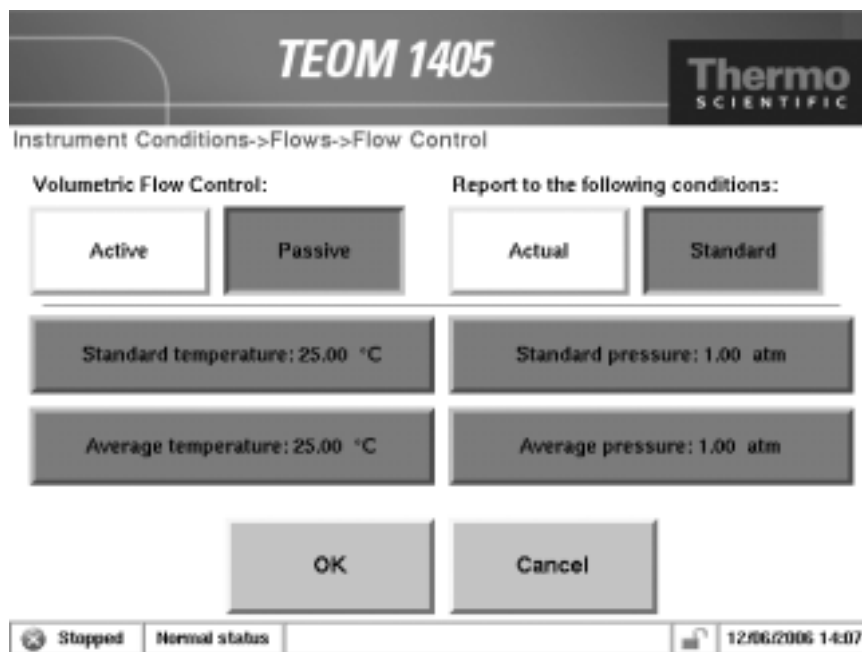 TEOM 1405
Thermo
SCIENTIFIC
Instrument Conditions->Flows->Flow Control
Volumetric Flow Control:
Report to the following conditions:
Active
Passive
Actual
Standard
Standard temperature: 25.00 °C
Standard pressure: 1.00 atm
Average temperature: 25.00 °C
Average pressure: 1.00 atm
OK
Cancel
Stopped
Normal status
12/06/2006 14:07